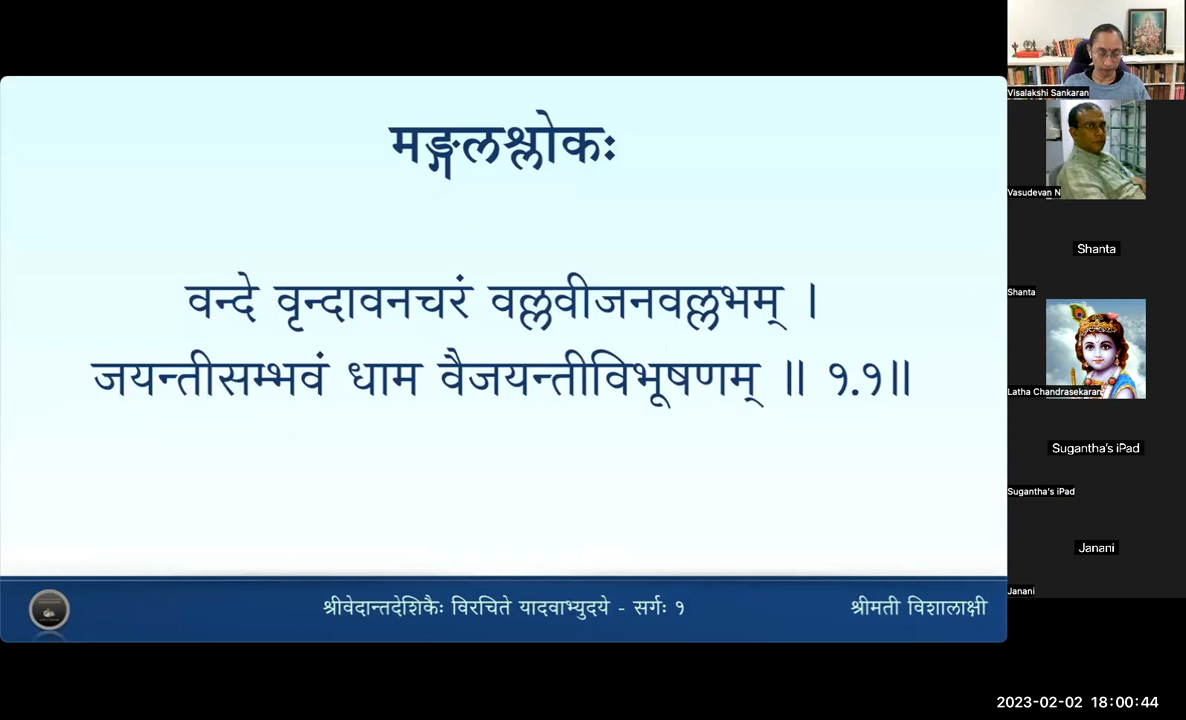 मङ्गलश्लोकः
वन्दे वृन्दावनचरं वल्लवीजनवल्लभम् ।
जयन्तीसम्भवं धाम वैजयन्तीविभूषणम् ॥ १.१॥
श्रीवेदान्तदेशिकैः विरचिते यादवाभ्युदये - सर्गः १
श्रीमती विशालाक्षी
Visalakshi Sankaran
Vasudevan N
Shanta
Shanta
Latha Chandrasekaran
Sugantha's iPad
Sugantha's iPad
Janani
Janani
2023-02-02 18:00:44